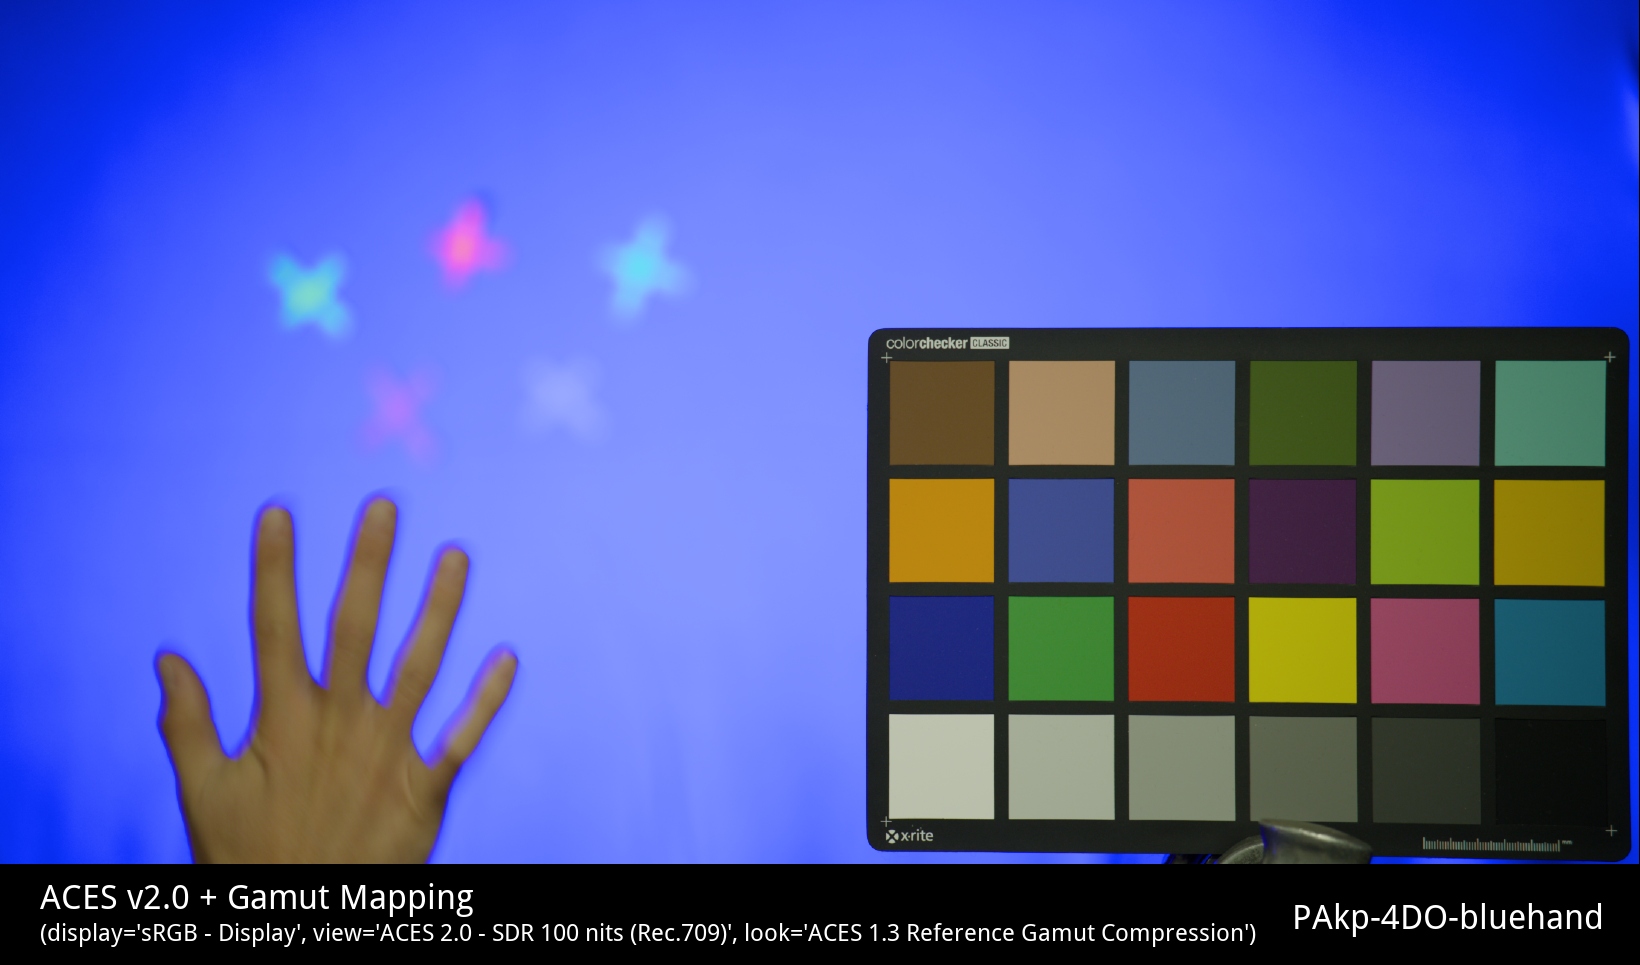 colorchecker CLASSIC
x·rite
mm
ACES v2.0 + Gamut Mapping
(display='sRGB - Display', view='ACES 2.0 - SDR 100 nits (Rec.709)', look='ACES 1.3 Reference Gamut Compression')
PAkp-4DO-bluehand